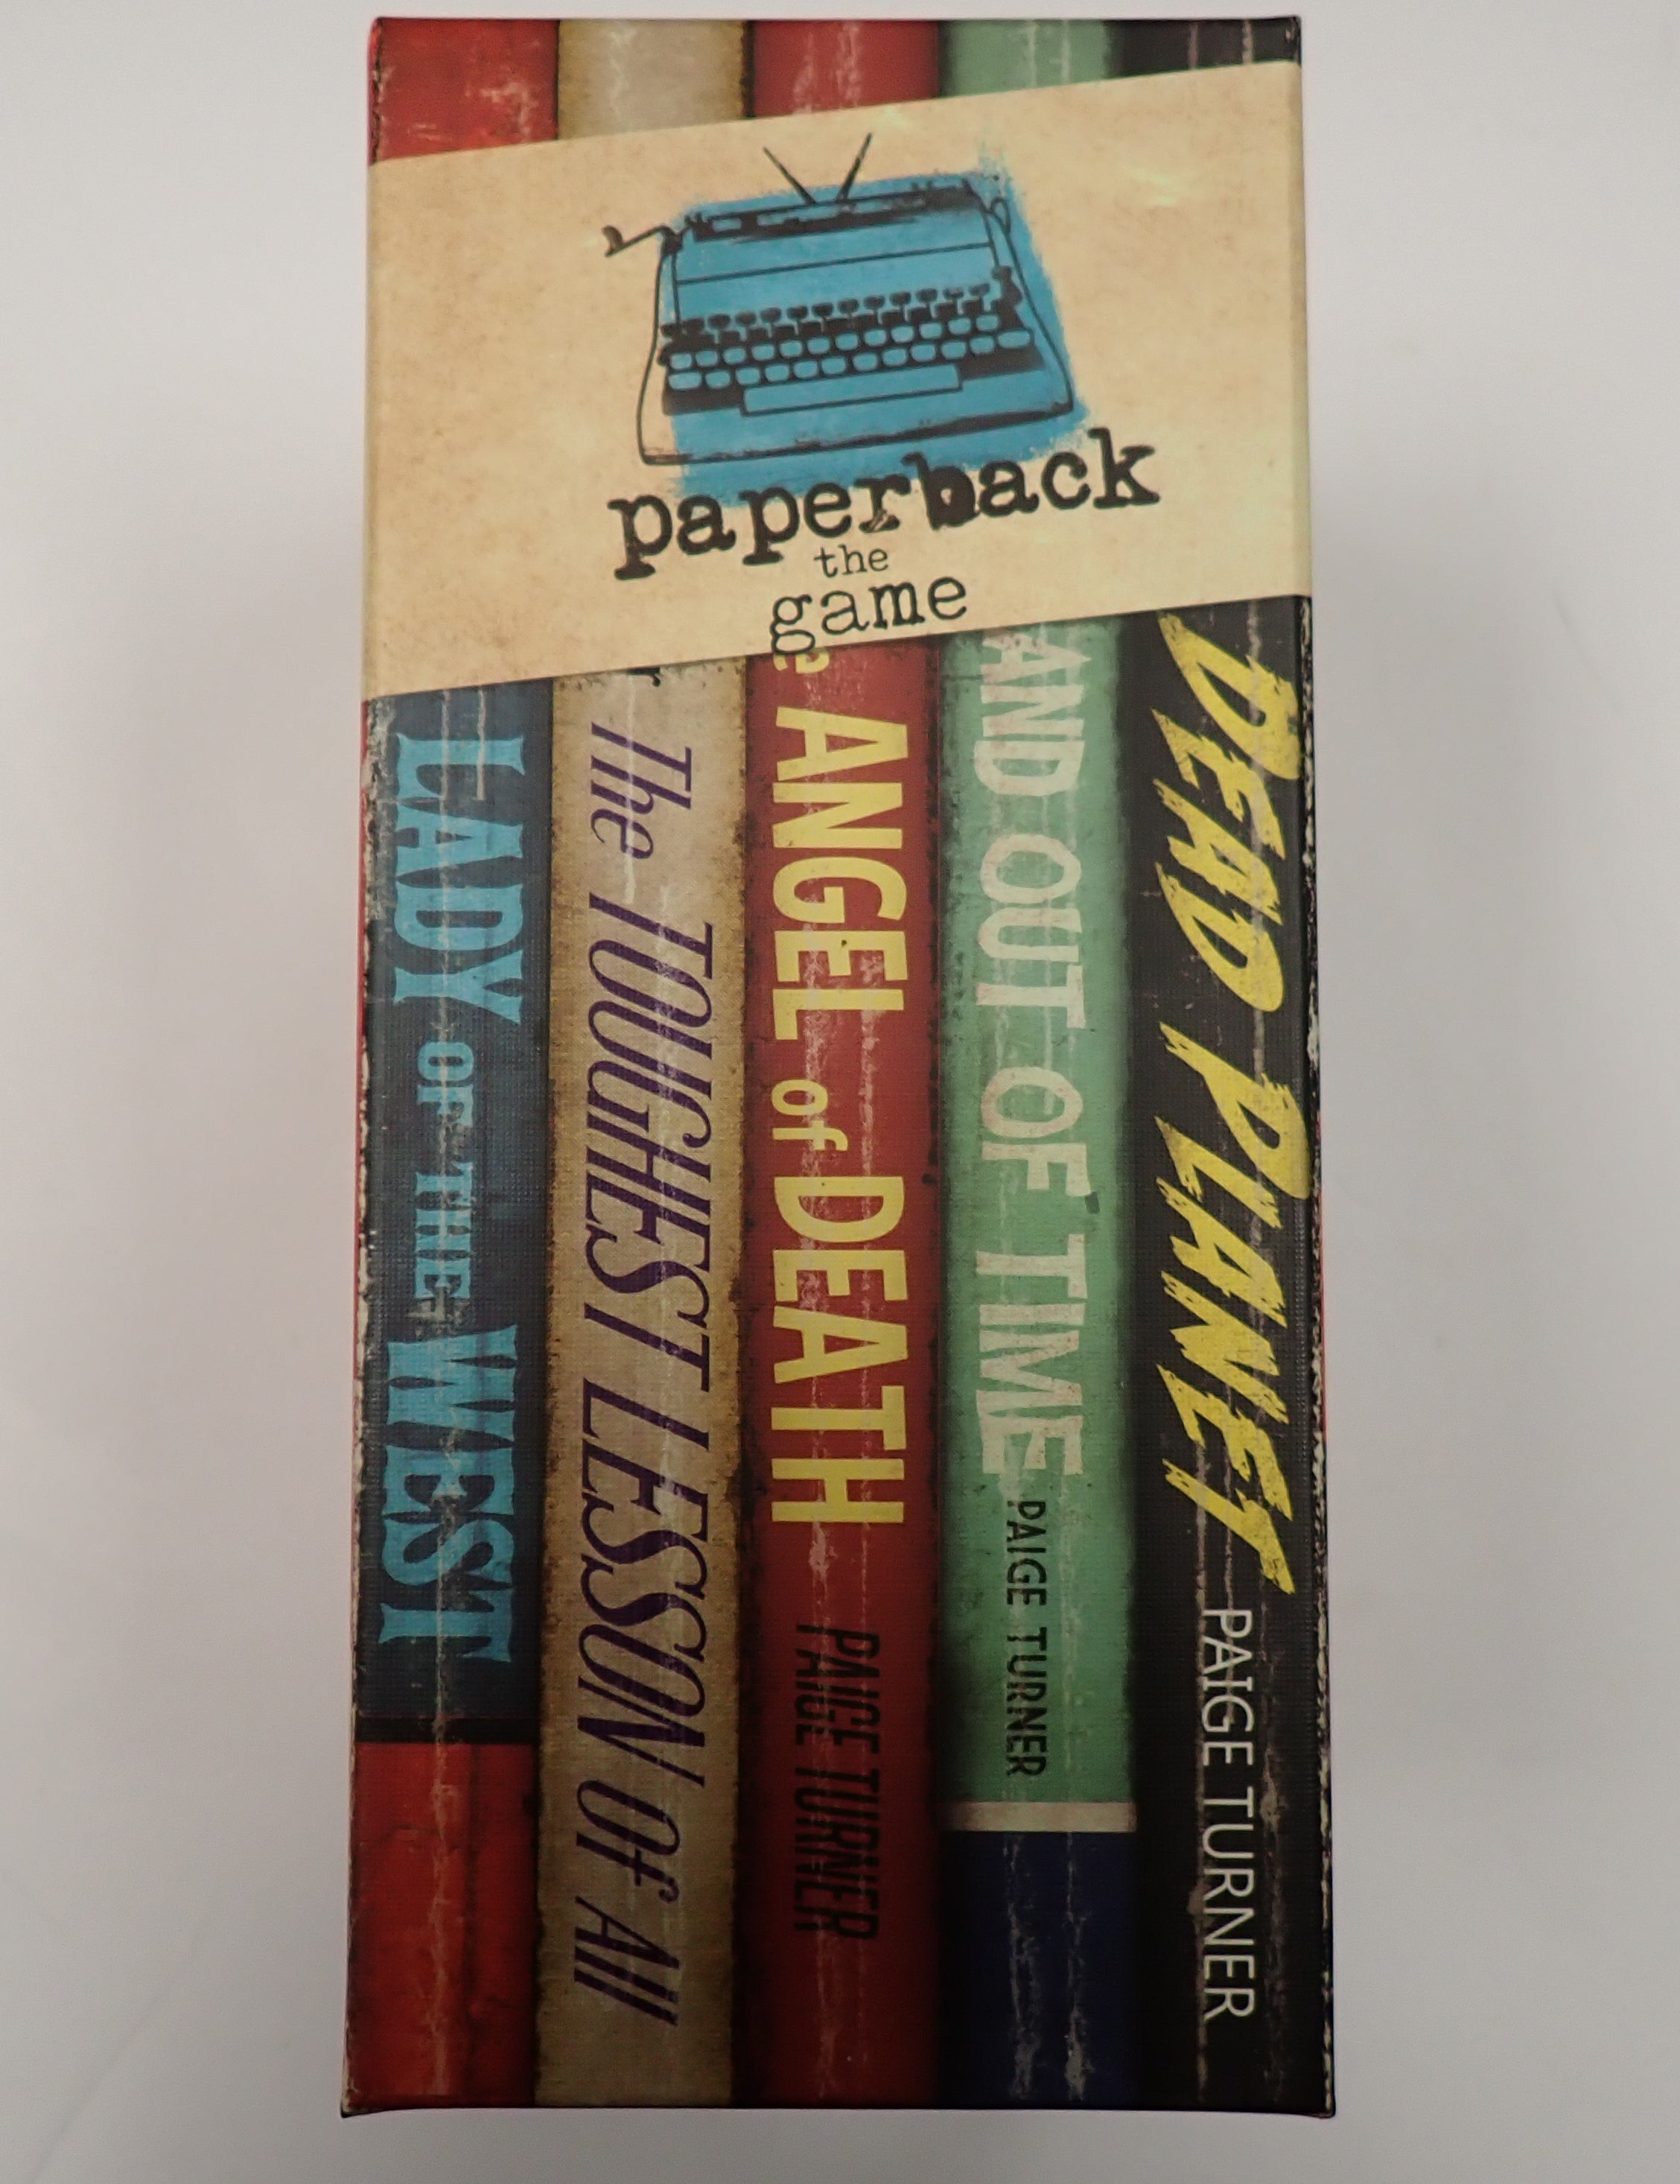 paperback
the
game
LADY OF THE WEST
The TOUGHEST LESSON OF All
ANGEL of DEATH PAIGE TURNER
AND OUT OF TIME PAIGE TURNER
DEAD PLANET PAIGE TURNER